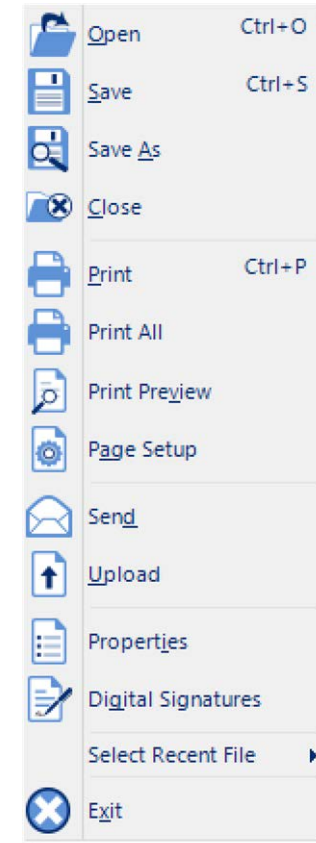 Open Ctrl+O
Save Ctrl+S
Save As
Close
Print Ctrl+P
Print All
Print Preview
Page Setup
Send
Upload
Properties
Digital Signatures
Select Recent File
Exit